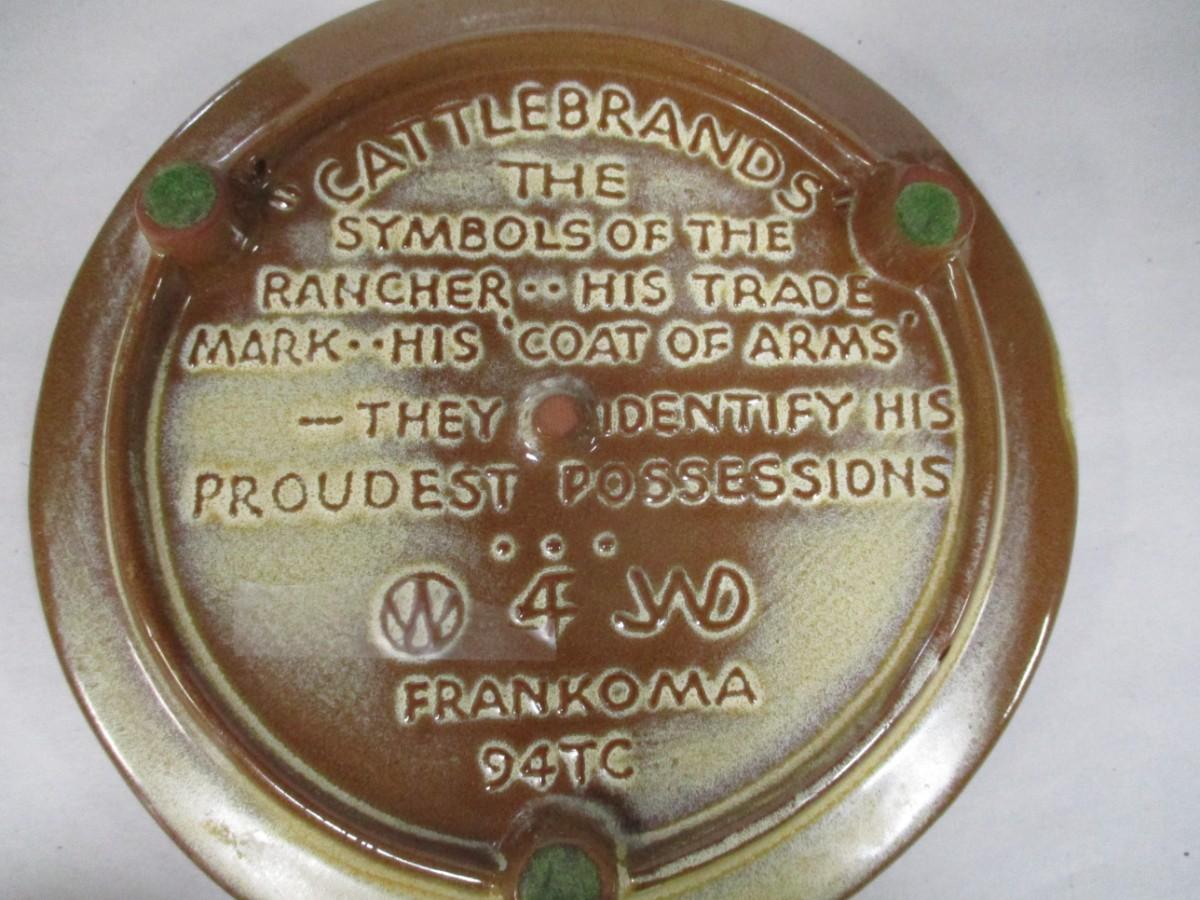 CATTLEBRANDS
THE
SYMBOLS OF THE
RANCHER·· HIS TRADE
MARK··HIS 'COAT OF ARMS'
— THEY IDENTIFY HIS
PROUDEST POSSESSIONS
...
FRANKOMA
94TC